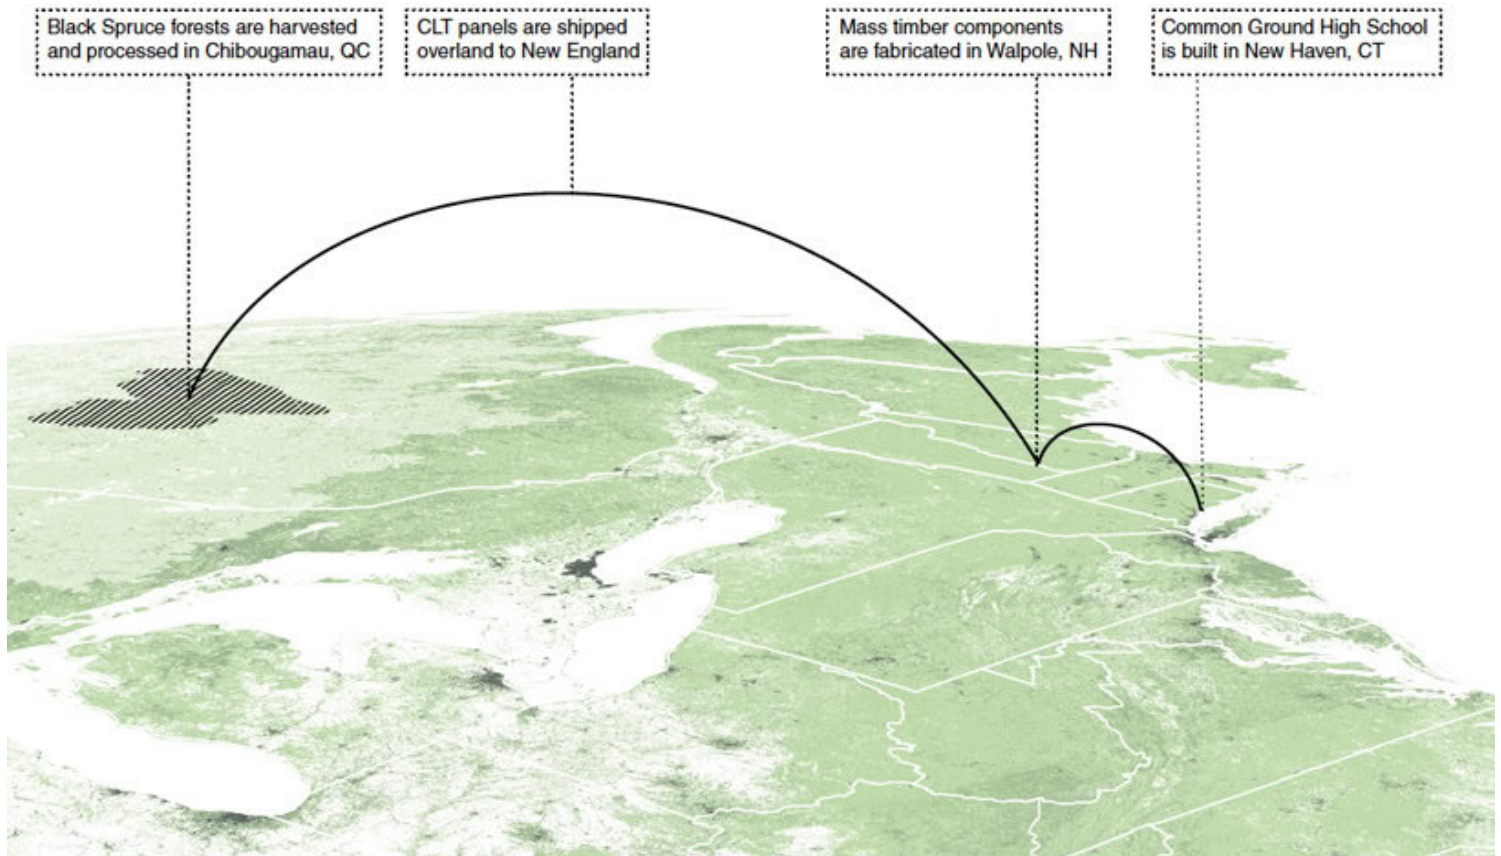 Black Spruce forests are harvested
and processed in Chibougamau, QC
CLT panels are shipped
overland to New England
Mass timber components
are fabricated in Walpole, NH
Common Ground High School
is built in New Haven, CT